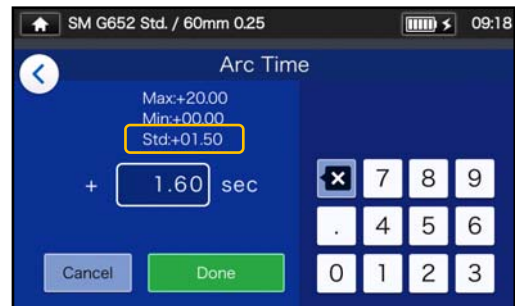 SM G652 Std. / 60mm 0.25 09:18
Arc Time
Max:+20.00
Min:+00.00
Std:+01.50
+ 1.60 sec
7 8 9
. 4 5 6
Cancel Done 0 1 2 3